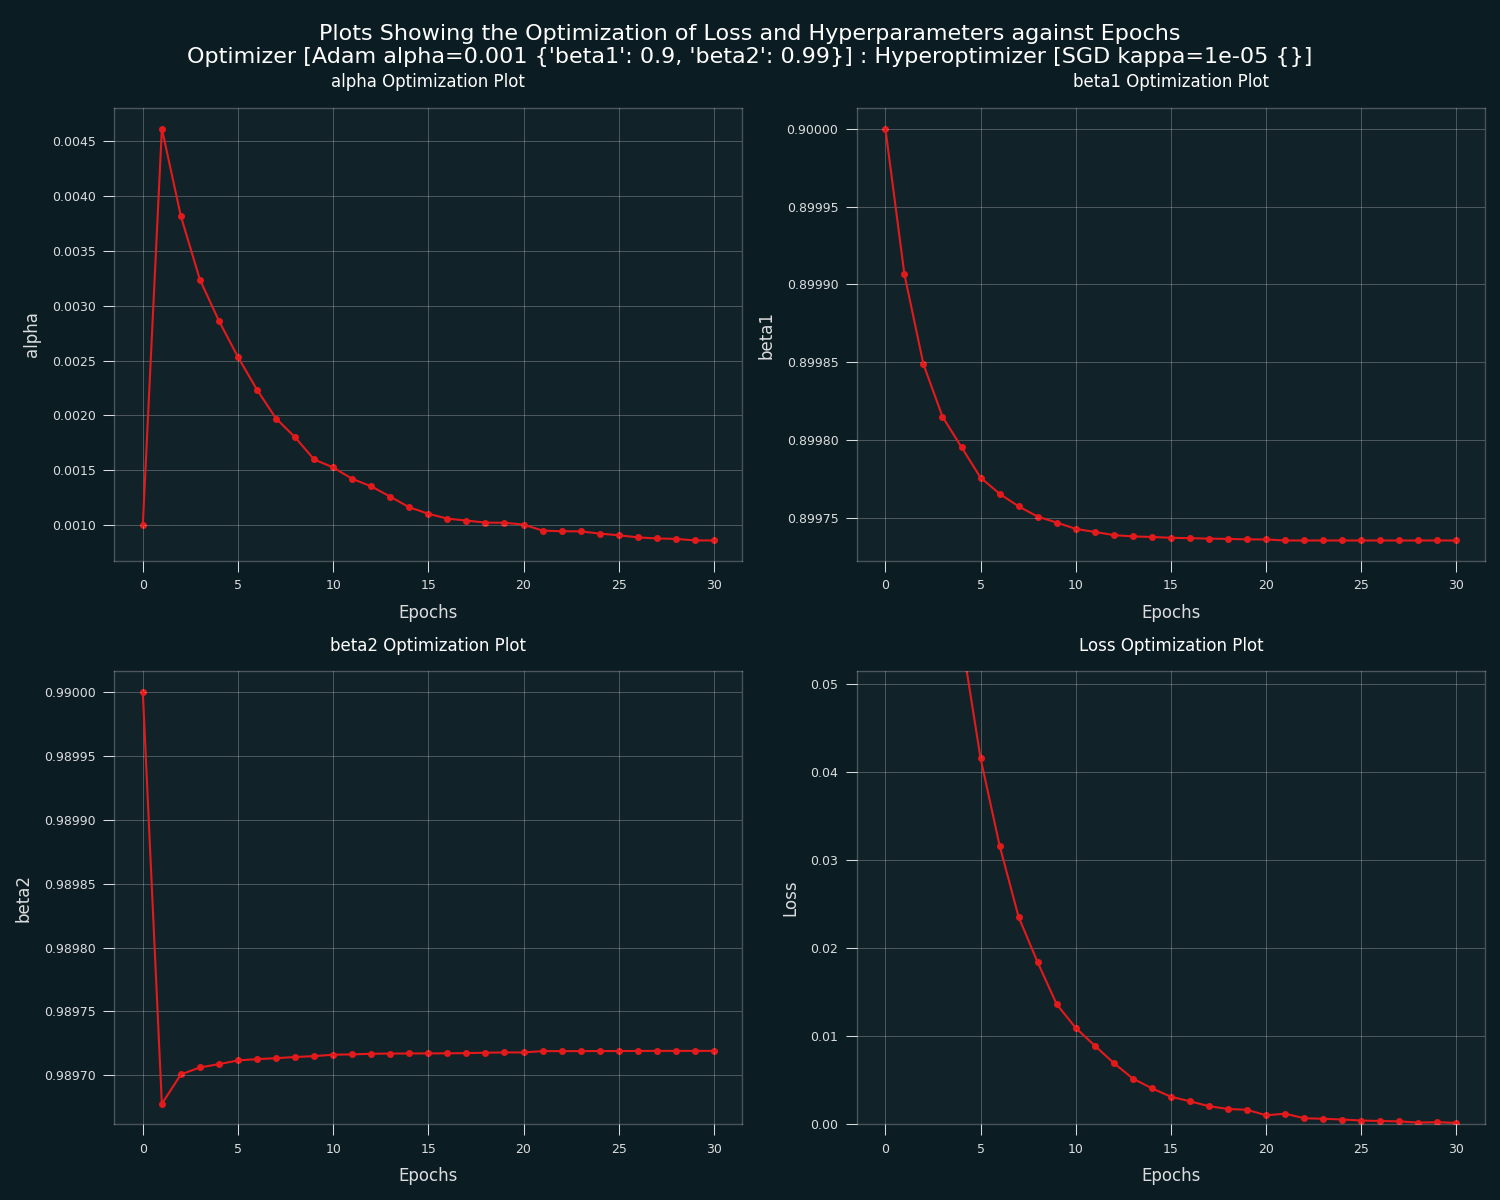 Plots Showing the Optimization of Loss and Hyperparameters against Epochs
Optimizer [Adam alpha=0.001 {'beta1': 0.9, 'beta2': 0.99}] : Hyperoptimizer [SGD kappa=1e-05 {}]
alpha Optimization Plot
0.0045
0.0040
0.0035
0.0030
0.0025
0.0020
0.0015
0.0010
alpha
0 5 10 15 20 25 30
Epochs
beta1 Optimization Plot
0.90000
0.89995
0.89990
0.89985
0.89980
0.89975
beta1
0 5 10 15 20 25 30
Epochs
beta2 Optimization Plot
0.99000
0.98995
0.98990
0.98985
0.98980
0.98975
0.98970
beta2
0 5 10 15 20 25 30
Epochs
Loss Optimization Plot
0.05
0.04
0.03
0.02
0.01
0.00
Loss
0 5 10 15 20 25 30
Epochs